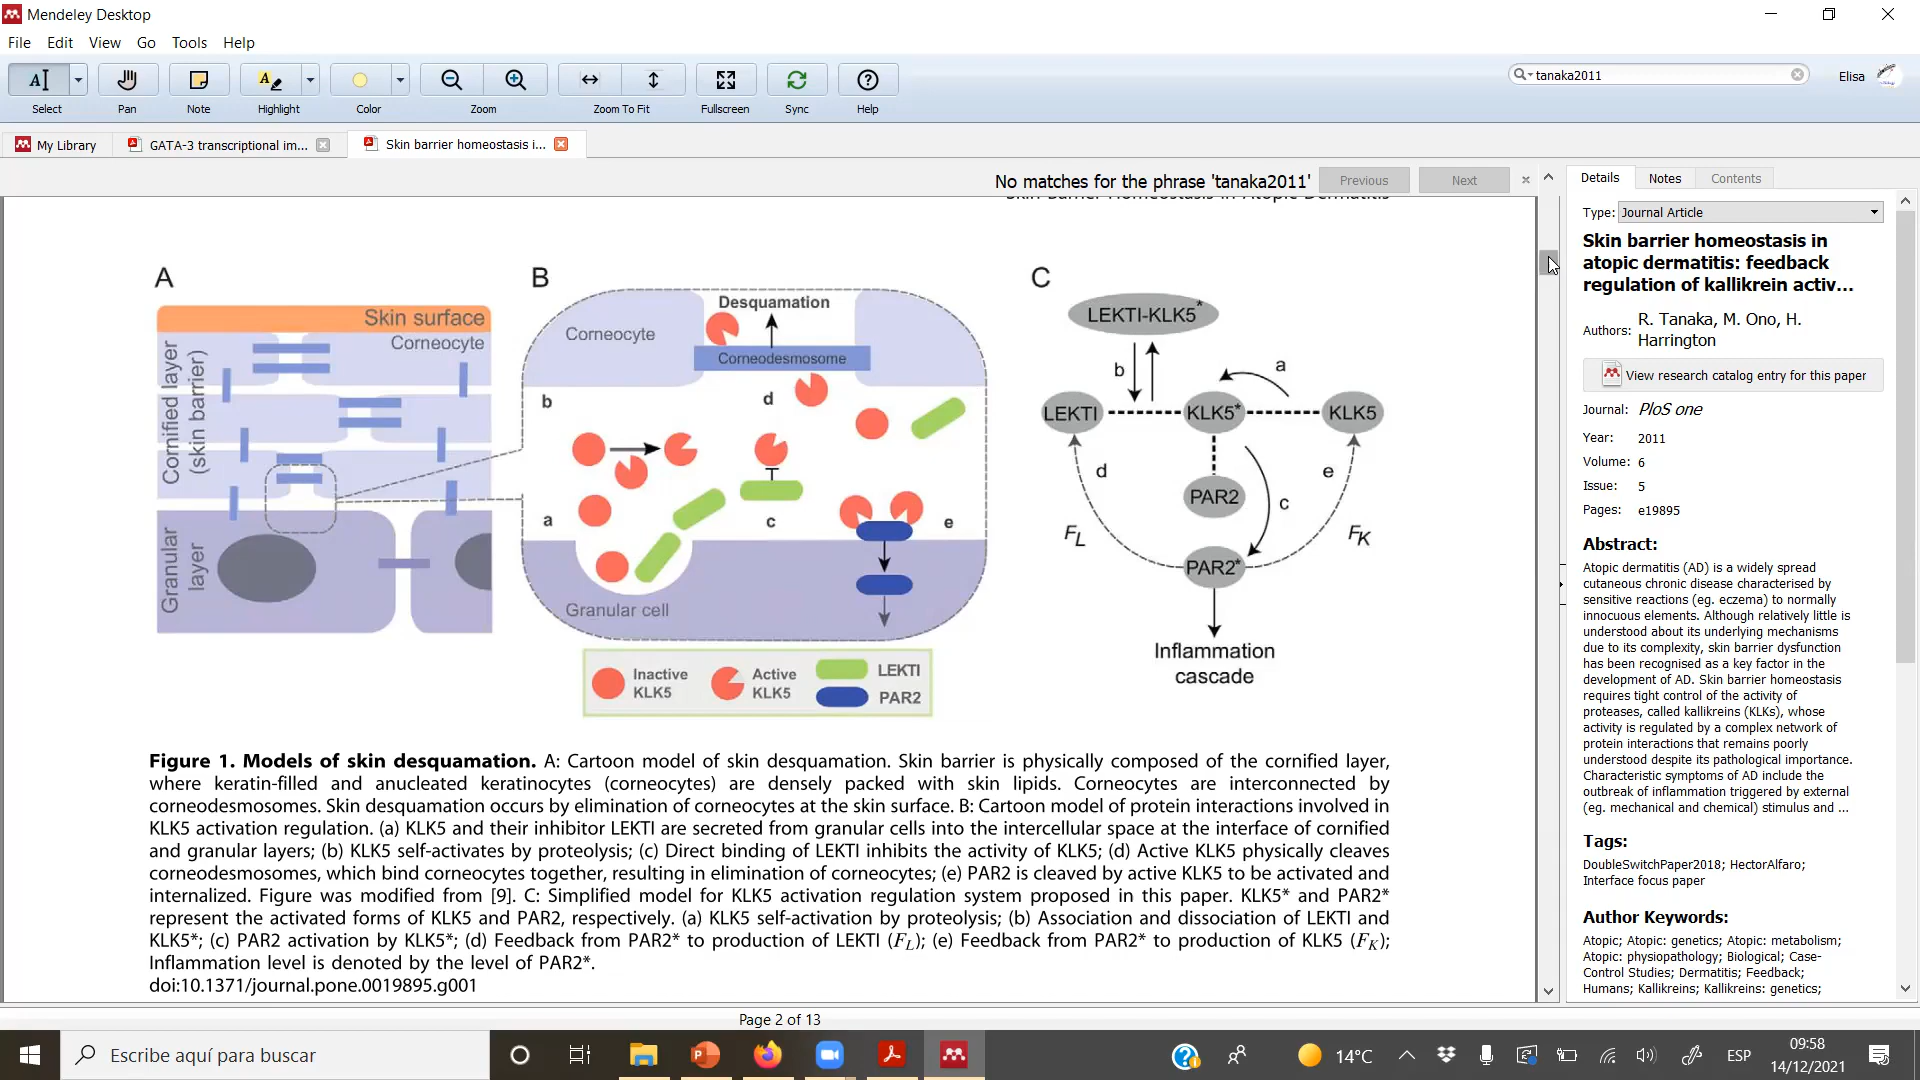 Mendeley Desktop
File Edit View Go Tools Help
Select Pan Note Highlight Color Zoom Zoom To Fit Fullscreen Sync Help
tanaka2011
Elisa
My Library
GATA-3 transcriptional im...
Skin barrier homeostasis i...
No matches for the phrase 'tanaka2011' Previous Next
Skin Barrier Homeostasis in Atopic Dermatitis
A
Skin surface
Corneocyte
Cornified layer
(skin barrier)
Granular
layer
B
Desquamation
Corneocyte
Corneodesmosome
b
d
a
c
e
Granular cell
Inactive
KLK5
Active
KLK5
LEKTI
PAR2
C
LEKTI-KLK5*
b
a
LEKTI
KLK5*
KLK5
d
e
PAR2
c
FL
FK
PAR2*
Inflammation
cascade
Figure 1. Models of skin desquamation. A: Cartoon model of skin desquamation. Skin barrier is physically composed of the cornified layer,
where keratin-filled and anucleated keratinocytes (corneocytes) are densely packed with skin lipids. Corneocytes are interconnected by
corneodesmosomes. Skin desquamation occurs by elimination of corneocytes at the skin surface. B: Cartoon model of protein interactions involved in
KLK5 activation regulation. (a) KLK5 and their inhibitor LEKTI are secreted from granular cells into the intercellular space at the interface of cornified
and granular layers; (b) KLK5 self-activates by proteolysis; (c) Direct binding of LEKTI inhibits the activity of KLK5; (d) Active KLK5 physically cleaves
corneodesmosomes, which bind corneocytes together, resulting in elimination of corneocytes; (e) PAR2 is cleaved by active KLK5 to be activated and
internalized. Figure was modified from [9]. C: Simplified model for KLK5 activation regulation system proposed in this paper. KLK5* and PAR2*
represent the activated forms of KLK5 and PAR2, respectively. (a) KLK5 self-activation by proteolysis; (b) Association and dissociation of LEKTI and
KLK5*; (c) PAR2 activation by KLK5*; (d) Feedback from PAR2* to production of LEKTI (FL); (e) Feedback from PAR2* to production of KLK5 (FK);
Inflammation level is denoted by the level of PAR2*.
doi:10.1371/journal.pone.0019895.g001
Page 2 of 13
Details Notes Contents
Type: Journal Article
Skin barrier homeostasis in
atopic dermatitis: feedback
regulation of kallikrein activ...
Authors: R. Tanaka, M. Ono, H.
Harrington
View research catalog entry for this paper
Journal: PloS one
Year: 2011
Volume: 6
Issue: 5
Pages: e19895
Abstract:
Atopic dermatitis (AD) is a widely spread
cutaneous chronic disease characterised by
sensitive reactions (eg. eczema) to normally
innocuous elements. Although relatively little is
understood about its underlying mechanisms
due to its complexity, skin barrier dysfunction
has been recognised as a key factor in the
development of AD. Skin barrier homeostasis
requires tight control of the activity of
proteases, called kallikreins (KLKs), whose
activity is regulated by a complex network of
protein interactions that remains poorly
understood despite its pathological importance.
Characteristic symptoms of AD include the
outbreak of inflammation triggered by external
(eg. mechanical and chemical) stimulus and ...
Tags:
DoubleSwitchPaper2018; HectorAlfaro;
Interface focus paper
Author Keywords:
Atopic; Atopic: genetics; Atopic: metabolism;
Atopic: physiopathology; Biological; Case-
Control Studies; Dermatitis; Feedback;
Humans; Kallikreins; Kallikreins: genetics;
Escribe aquí para buscar
14°C
ESP
09:58
14/12/2021